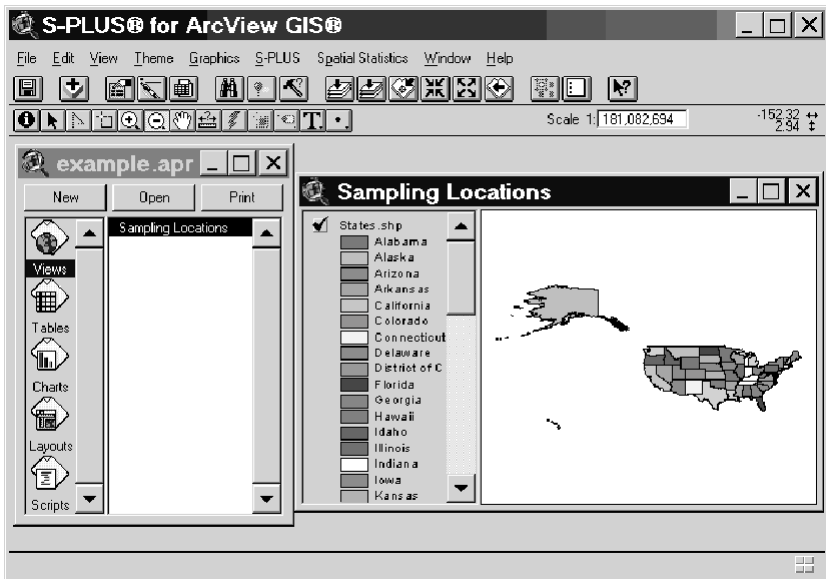 S-PLUS® for ArcView GIS®
File Edit View Theme Graphics S-PLUS Spatial Statistics Window Help
Scale 1: 181,082,694
-152.32
2.94
example.apr
New Open Print
Views
Tables
Charts
Layouts
Scripts
Sampling Locations
Sampling Locations
States.shp
Alabama
Alaska
Arizona
Arkansas
California
Colorado
Connecticut
Delaware
District of C
Florida
Georgia
Hawaii
Idaho
Illinois
Indiana
Iowa
Kansas